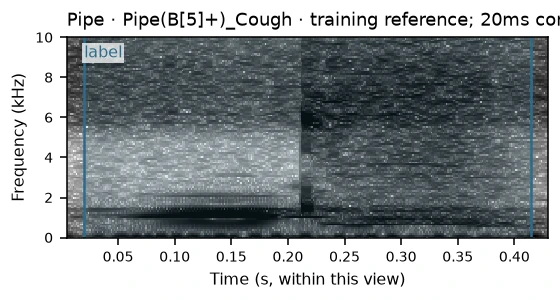 Pipe · Pipe(B[5]+)_Cough · training reference; 20ms co
label
10
8
6
4
2
0
Frequency (kHz)
0.05 0.10 0.15 0.20 0.25 0.30 0.35 0.40
Time (s, within this view)